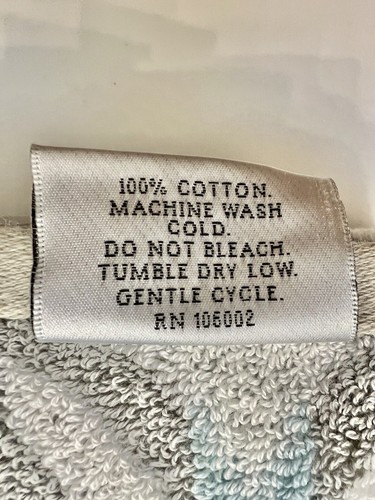 100% COTTON.
MACHINE WASH
COLD.
DO NOT BLEACH.
TUMBLE DRY LOW.
GENTLE CYCLE.
RN 106002